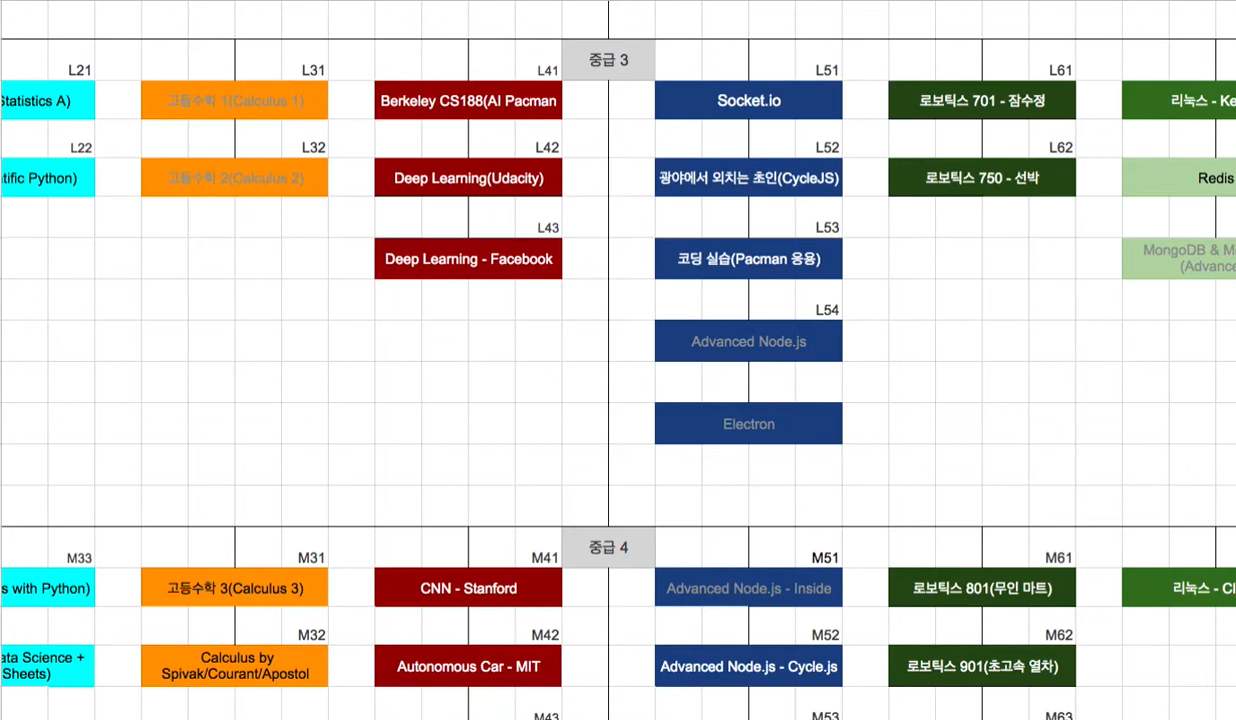 중급 3
L21
L31
L41
L51
L61
Statistics A)
고등수학 1(Calculus 1)
Berkeley CS188(AI Pacman
Socket.io
로보틱스 701 - 잠수정
리눅스 - Ke
L22
L32
L42
L52
L62
tific Python)
고등수학 2(Calculus 2)
Deep Learning(Udacity)
광야에서 외치는 초인(CycleJS)
로보틱스 750 - 선박
Redis
L43
L53
Deep Learning - Facebook
코딩 실습(Pacman 응용)
MongoDB & M
(Advance
L54
Advanced Node.js
Electron
중급 4
M33
M31
M41
M51
M61
s with Python)
고등수학 3(Calculus 3)
CNN - Stanford
Advanced Node.js - Inside
로보틱스 801(무인 마트)
리눅스 - Cl
M32
M42
M52
M62
ata Science +
Sheets)
Calculus by
Spivak/Courant/Apostol
Autonomous Car - MIT
Advanced Node.js - Cycle.js
로보틱스 901(초고속 열차)
M43
M53
M63